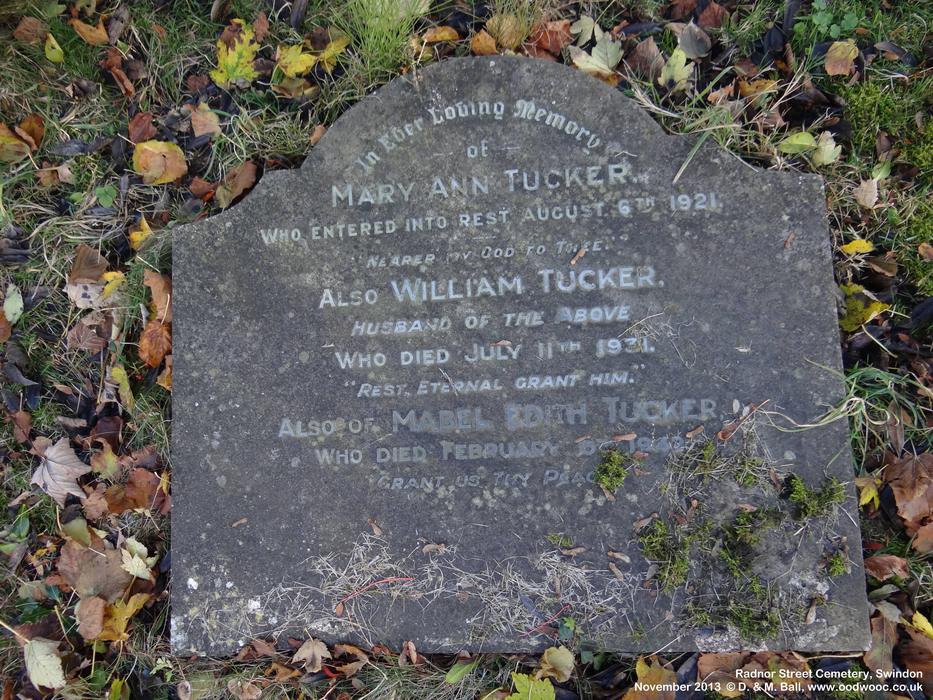 In Ever Loving Memory
of
MARY ANN TUCKER.
WHO ENTERED INTO REST AUGUST 6TH 1921.
"NEARER MY GOD TO THEE."
ALSO WILLIAM TUCKER.
HUSBAND OF THE ABOVE
WHO DIED JULY 11TH 1931.
"REST, ETERNAL GRANT HIM."
ALSO OF MABEL EDITH TUCKER
WHO DIED FEBRUARY
GRANT US THY PEACE
Radnor Street Cemetery, Swindon
November 2013 © D. & M. Ball, www.oodwooc.co.uk